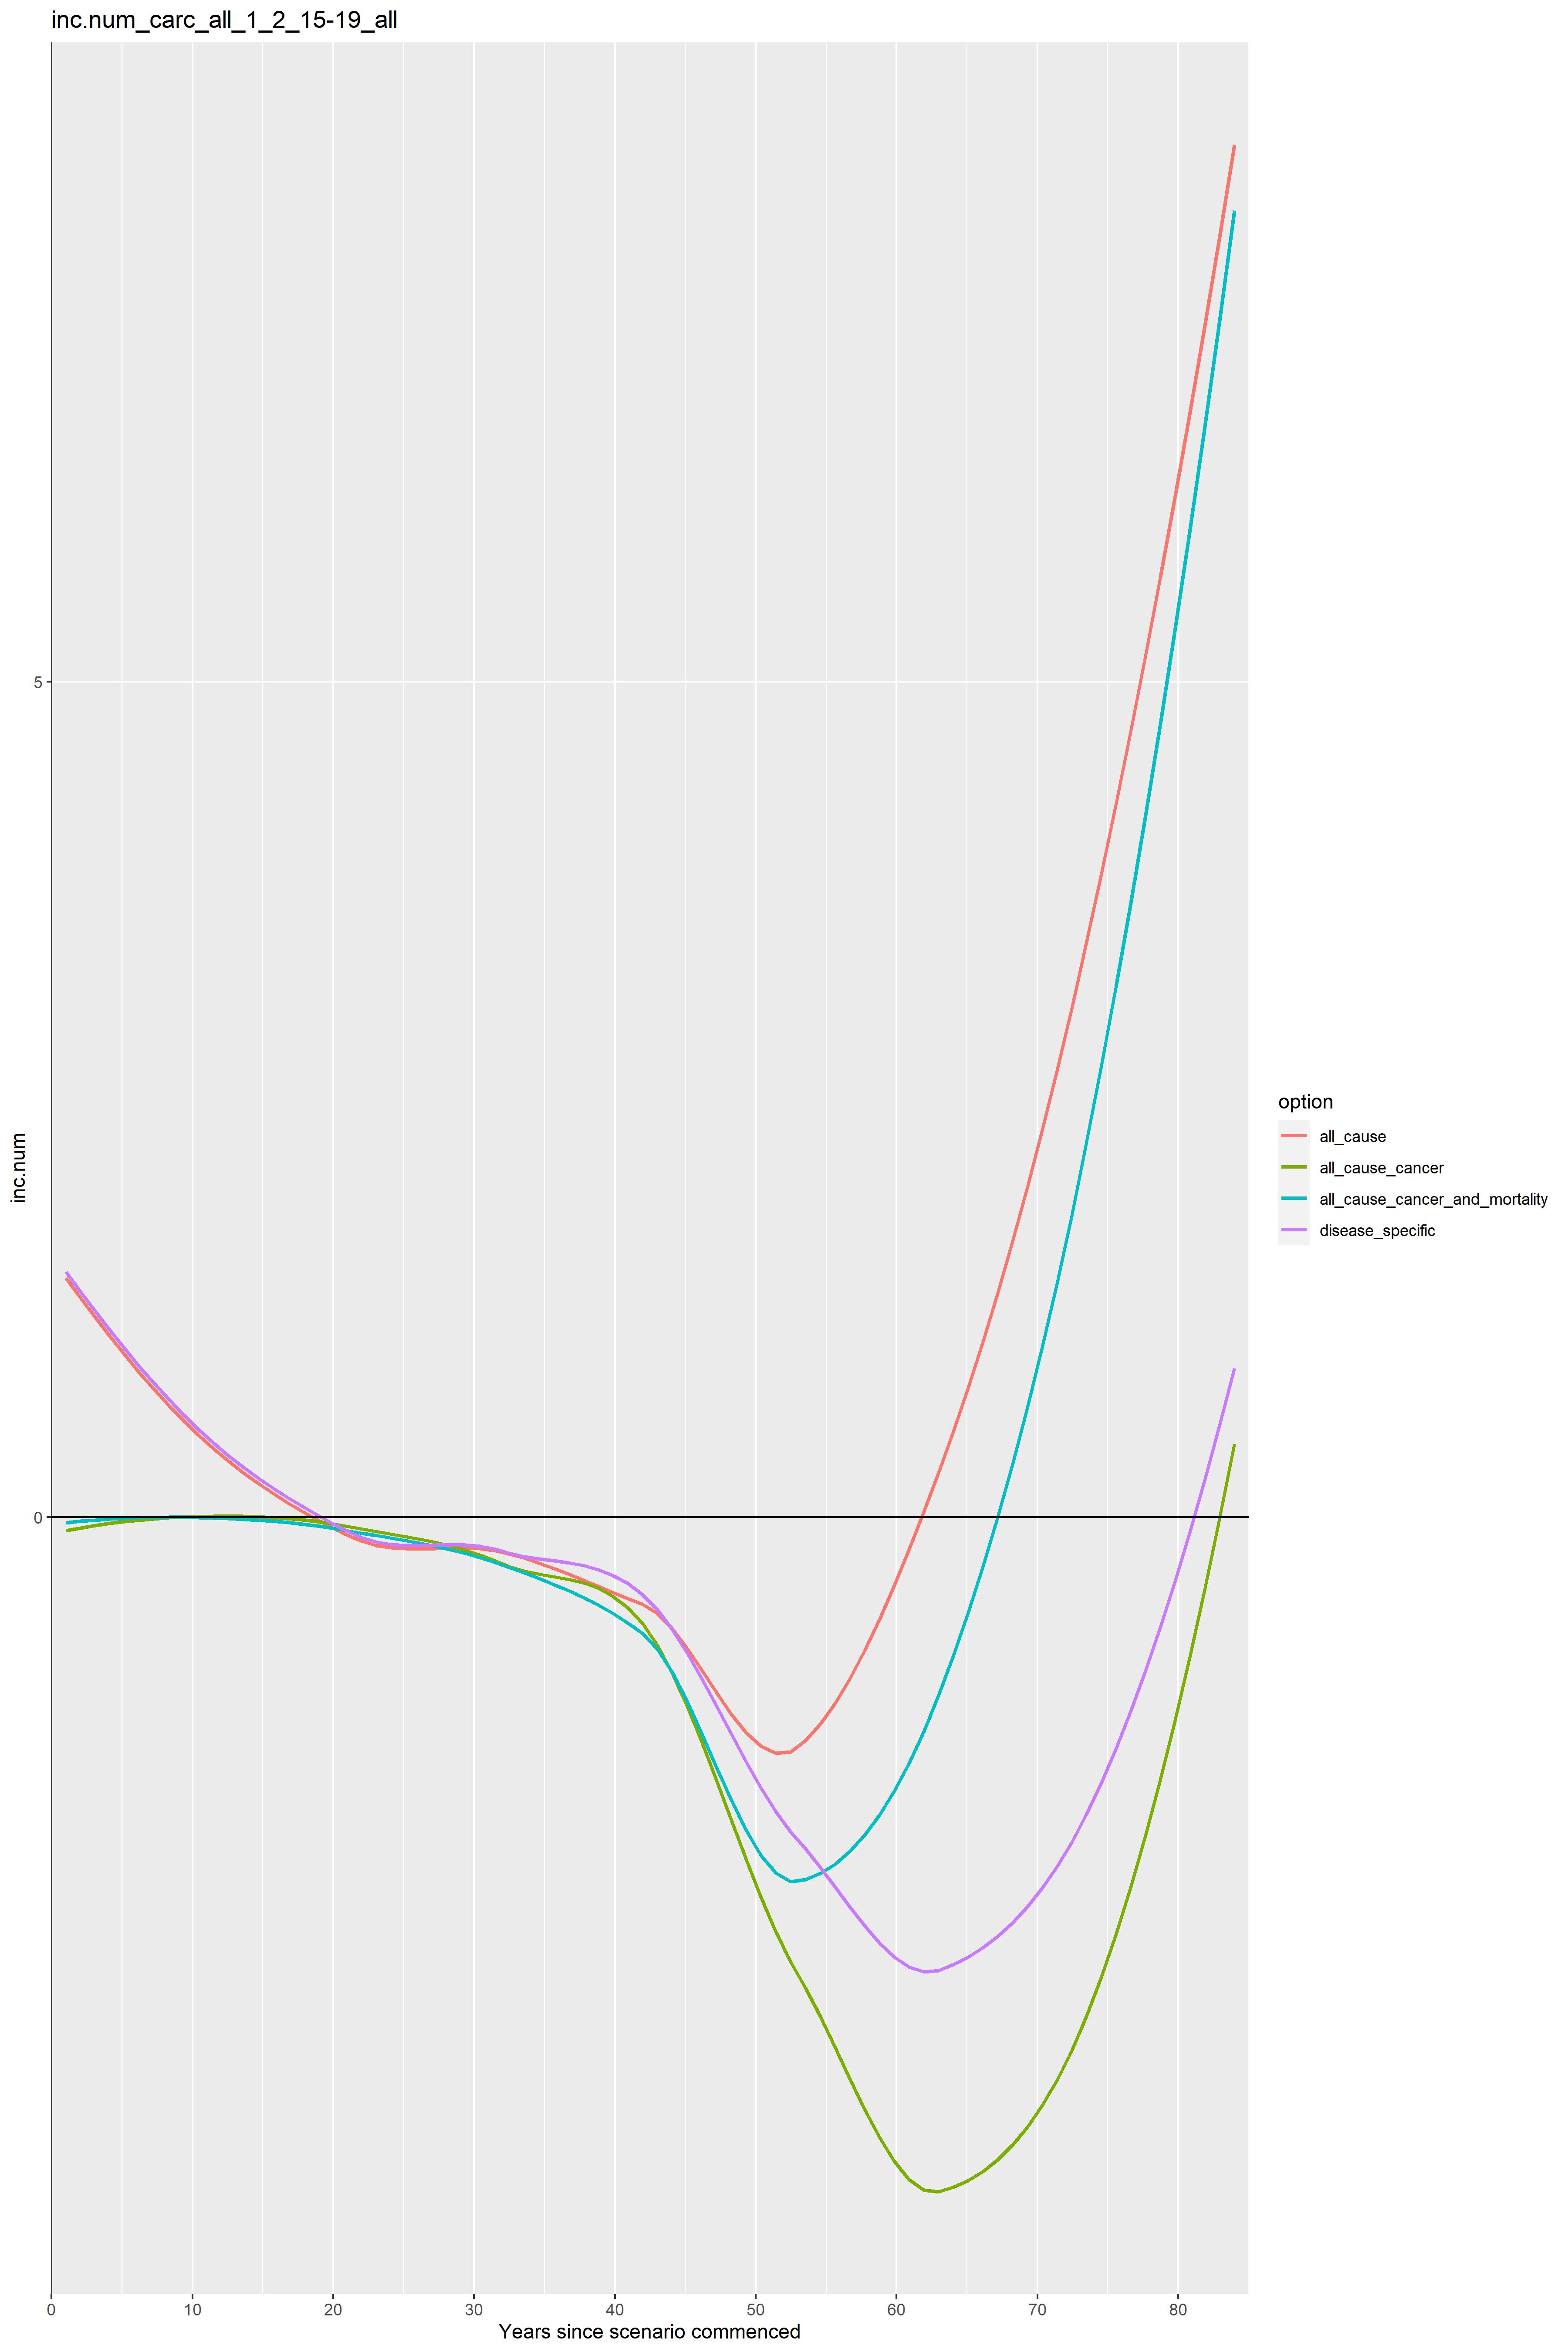 inc.num_carc_all_1_2_15-19_all
5
0
inc.num
0 10 20 30 40 50 60 70 80
Years since scenario commenced
option
all_cause
all_cause_cancer
all_cause_cancer_and_mortality
disease_specific